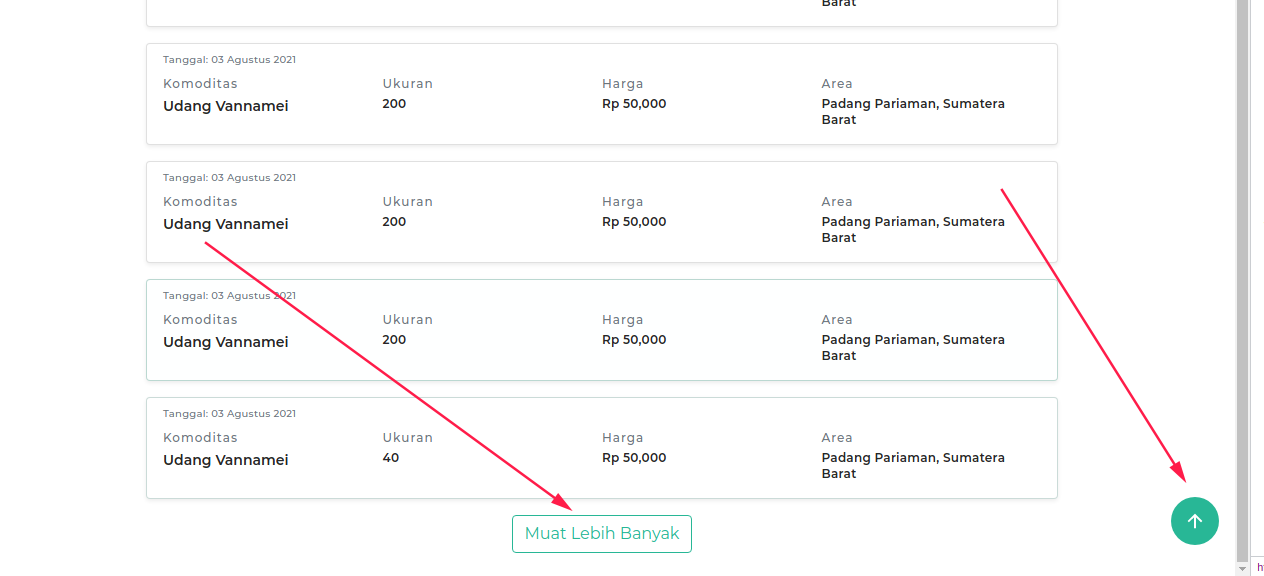 Barat
Tanggal: 03 Agustus 2021
Komoditas Ukuran Harga Area
Udang Vannamei 200 Rp 50,000 Padang Pariaman, Sumatera
Barat
Tanggal: 03 Agustus 2021
Komoditas Ukuran Harga Area
Udang Vannamei 200 Rp 50,000 Padang Pariaman, Sumatera
Barat
Tanggal: 03 Agustus 2021
Komoditas Ukuran Harga Area
Udang Vannamei 200 Rp 50,000 Padang Pariaman, Sumatera
Barat
Tanggal: 03 Agustus 2021
Komoditas Ukuran Harga Area
Udang Vannamei 40 Rp 50,000 Padang Pariaman, Sumatera
Barat
Muat Lebih Banyak